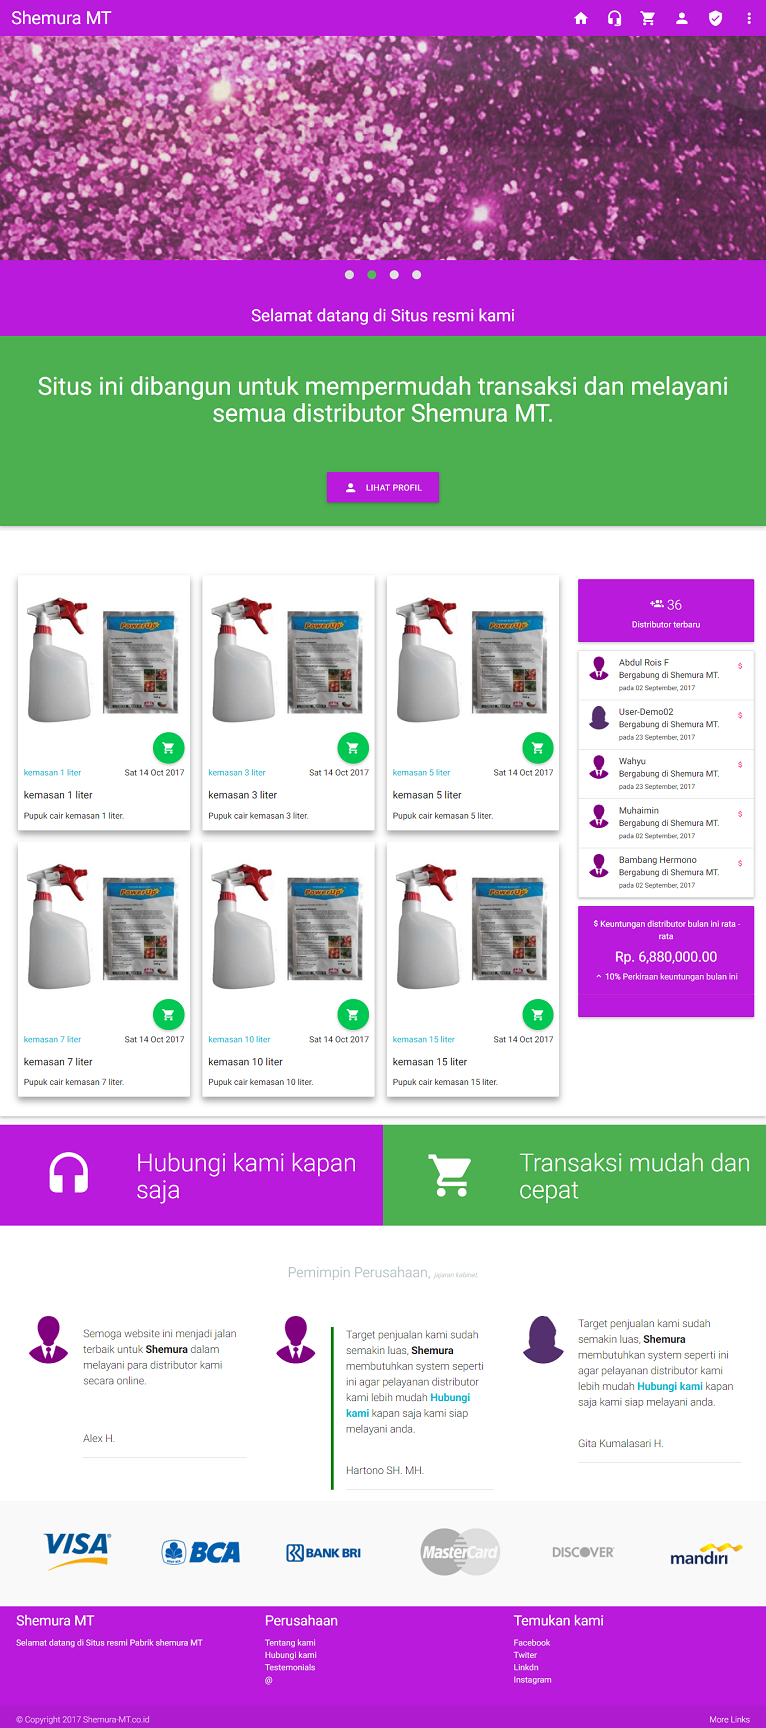 Shemura MT
Selamat datang di Situs resmi kami
Situs ini dibangun untuk mempermudah transaksi dan melayani
semua distributor Shemura MT.
LIHAT PROFIL
PowerUp
PowerUp
PowerUp
kemasan 1 liter Sat 14 Oct 2017
kemasan 1 liter
Pupuk cair kemasan 1 liter.
kemasan 3 liter Sat 14 Oct 2017
kemasan 3 liter
Pupuk cair kemasan 3 liter.
kemasan 5 liter Sat 14 Oct 2017
kemasan 5 liter
Pupuk cair kemasan 5 liter.
PowerUp
PowerUp
PowerUp
kemasan 7 liter Sat 14 Oct 2017
kemasan 7 liter
Pupuk cair kemasan 7 liter.
kemasan 10 liter Sat 14 Oct 2017
kemasan 10 liter
Pupuk cair kemasan 10 liter.
kemasan 15 liter Sat 14 Oct 2017
kemasan 15 liter
Pupuk cair kemasan 15 liter.
36
Distributor terbaru
Abdul Rois F $
Bergabung di Shemura MT.
pada 02 September, 2017
User-Demo02 $
Bergabung di Shemura MT.
pada 23 September, 2017
Wahyu $
Bergabung di Shemura MT.
pada 23 September, 2017
Muhaimin $
Bergabung di Shemura MT.
pada 02 September, 2017
Bambang Hermono $
Bergabung di Shemura MT.
pada 02 September, 2017
$ Keuntungan distributor bulan ini rata -
rata
Rp. 6,880,000.00
10% Perkiraan keuntungan bulan ini
Hubungi kami kapan
saja
Transaksi mudah dan
cepat
Pemimpin Perusahaan, jajaran kabinet.
Semoga website ini menjadi jalan
terbaik untuk Shemura dalam
melayani para distributor kami
secara online.
Alex H.
Target penjualan kami sudah
semakin luas, Shemura
membutuhkan system seperti
ini agar pelayanan distributor
kami lebih mudah Hubungi
kami kapan saja kami siap
melayani anda.
Hartono SH. MH.
Target penjualan kami sudah
semakin luas, Shemura
membutuhkan system seperti ini
agar pelayanan distributor kami
lebih mudah Hubungi kami kapan
saja kami siap melayani anda.
Gita Kumalasari H.
VISA
BCA
BANK BRI
MasterCard
DISCOVER
mandiri
Shemura MT
Selamat datang di Situs resmi Pabrik shemura MT
Perusahaan
Tentang kami
Hubungi kami
Testemonials
@
Temukan kami
Facebook
Twiter
Linkdn
Instagram
© Copyright 2017 Shemura-MT.co.id
More Links